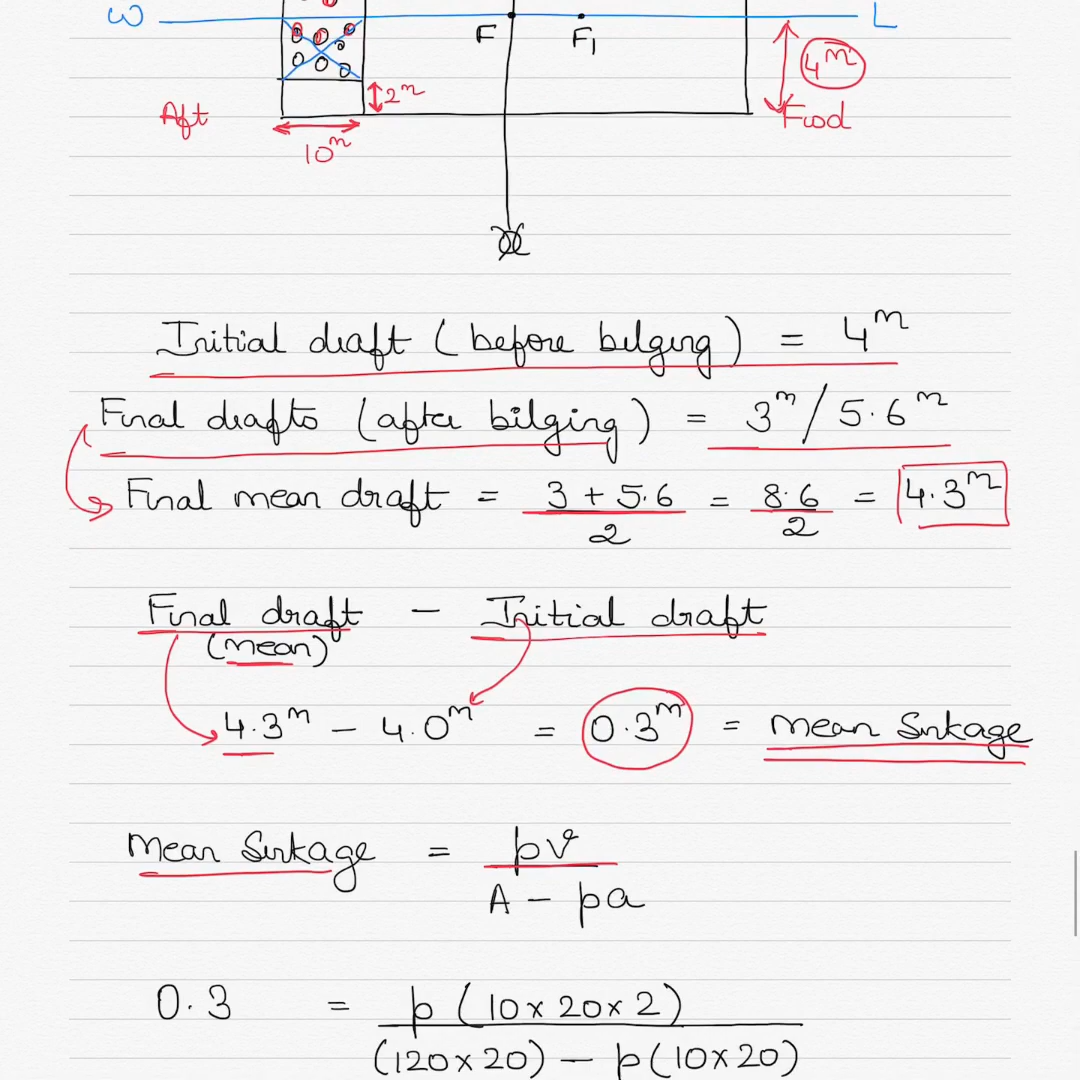 W L
F F₁ 4ᵐ
2ᵐ
Aft Fwd
10ᵐ
Initial draft (before bilging) = 4ᵐ
Final drafts (after bilging) = 3ᵐ / 5.6ᵐ
Final mean draft = 3 + 5.6 / 2 = 8.6 / 2 = 4.3ᵐ
Final draft - Initial draft
(mean)
4.3ᵐ - 4.0ᵐ = 0.3ᵐ = Mean Sinkage
Mean Sinkage = pv / A - pa
0.3 = p (10 x 20 x 2) / (120 x 20) - p (10 x 20)